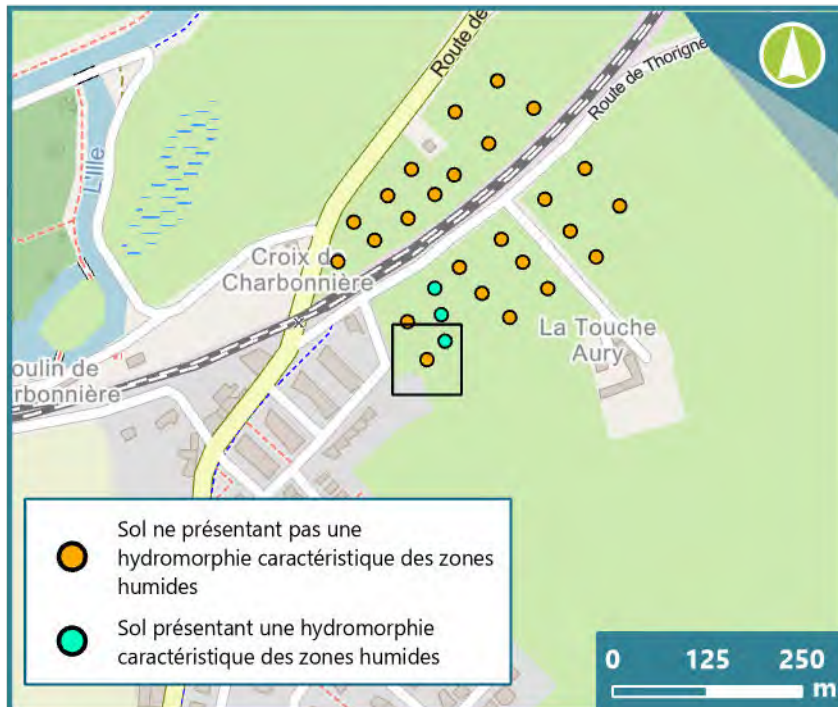 Route de
Route de Thorigne
L'Ille
Croix de
Charbonnière
La Touche
Aury
oulin de
rbonnière
Sol ne présentant pas une
hydromorphie caractéristique des zones
humides
Sol présentant une hydromorphie
caractéristique des zones humides
0 125 250
m